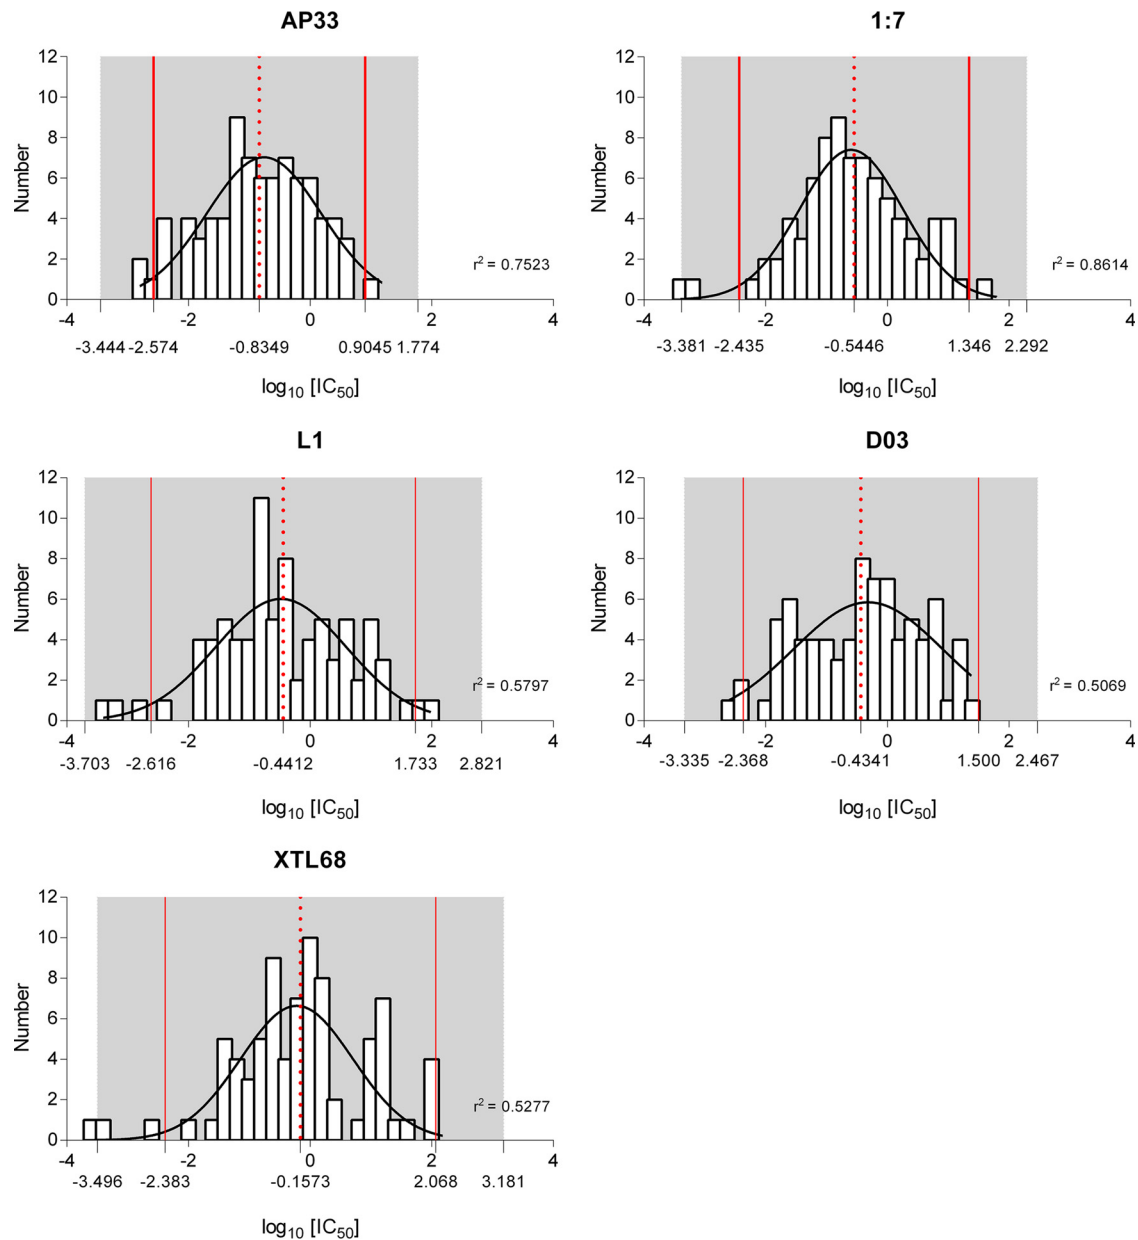 AP33
12
10
8
6
4
2
0
Number
r² = 0.7523
-4 -2 0 2 4
-3.444 -2.574 -0.8349 0.9045 1.774
log₁₀ [IC₅₀]
1:7
12
10
8
6
4
2
0
Number
r² = 0.8614
-4 -2 0 2 4
-3.381 -2.435 -0.5446 1.346 2.292
log₁₀ [IC₅₀]
L1
12
10
8
6
4
2
0
Number
r² = 0.5797
-4 -2 0 2 4
-3.703 -2.616 -0.4412 1.733 2.821
log₁₀ [IC₅₀]
D03
12
10
8
6
4
2
0
Number
r² = 0.5069
-4 -2 0 2 4
-3.335 -2.368 -0.4341 1.500 2.467
log₁₀ [IC₅₀]
XTL68
12
10
8
6
4
2
0
Number
r² = 0.5277
-4 -2 0 2 4
-3.496 -2.383 -0.1573 2.068 3.181
log₁₀ [IC₅₀]